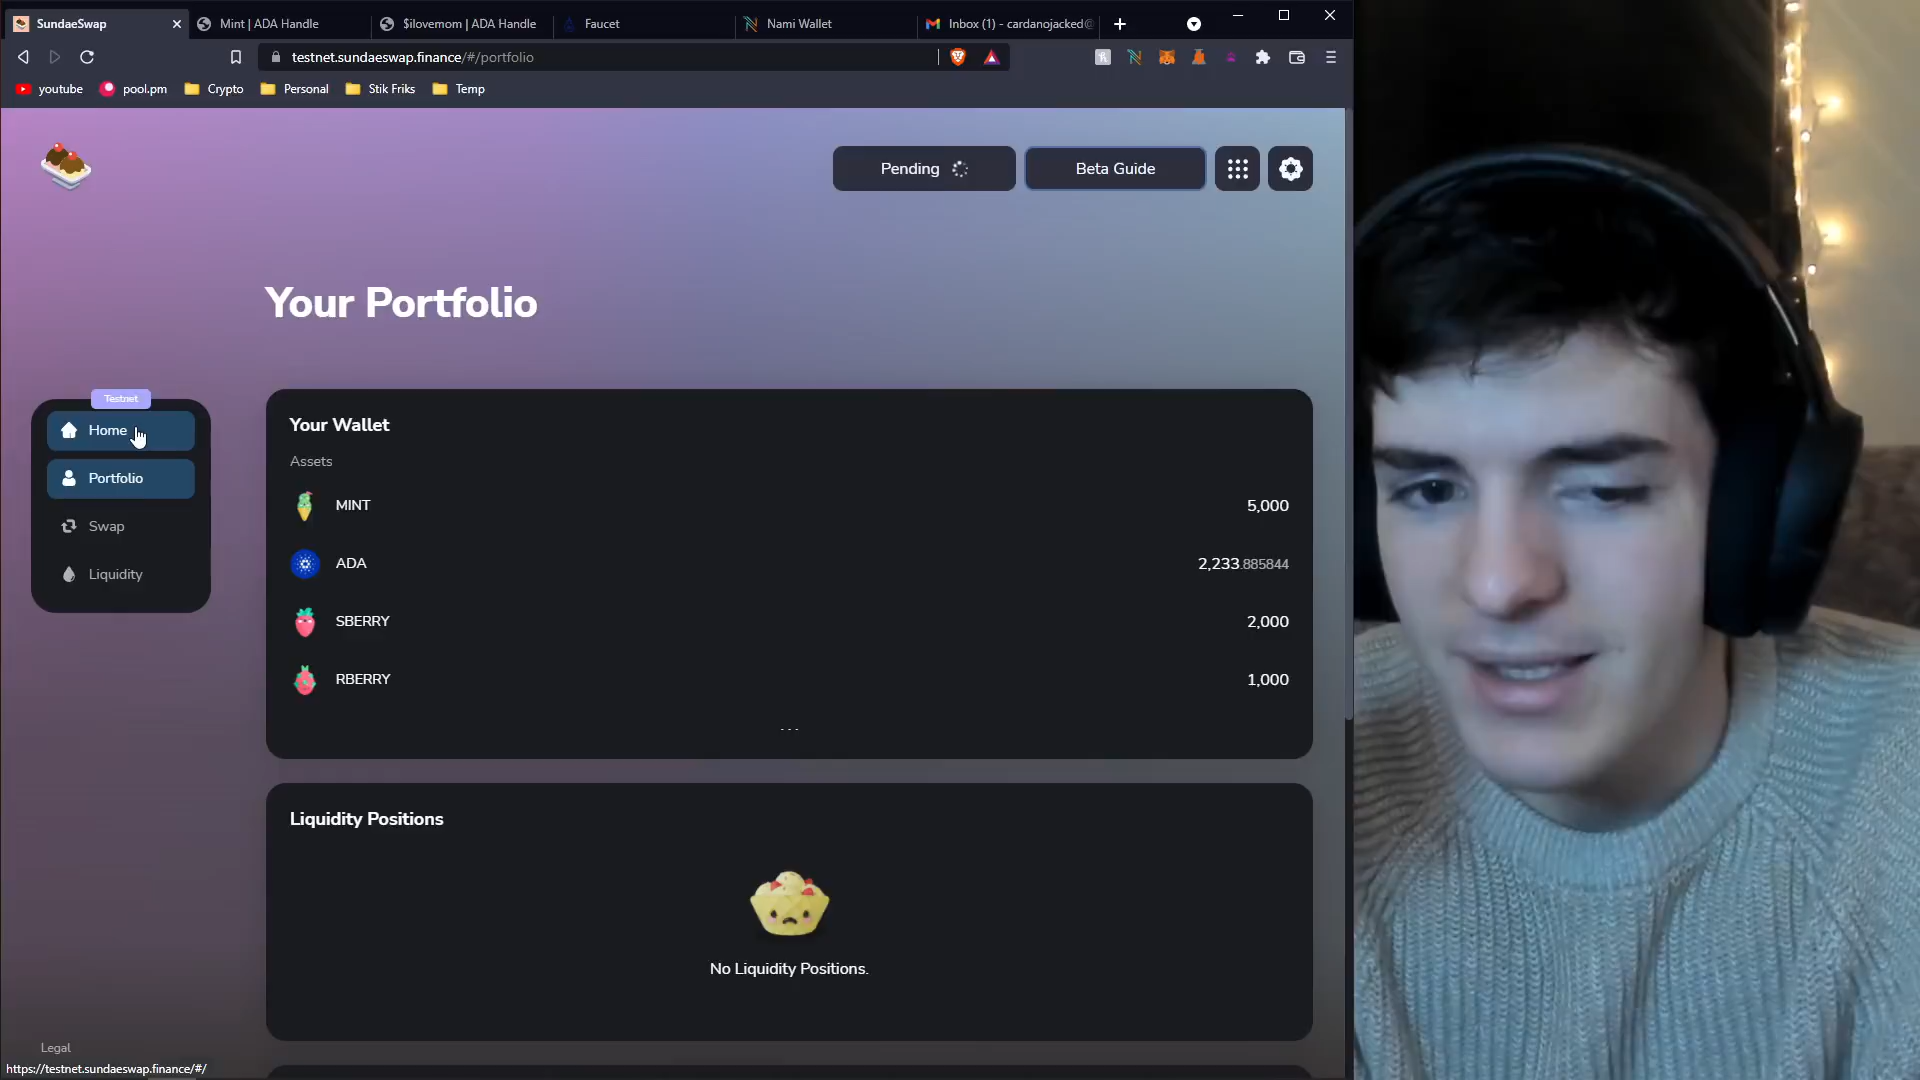 SundaeSwap
Mint | ADA Handle
$ilovemom | ADA Handle
Faucet
Nami Wallet
Inbox (1) - cardanojacked@
testnet.sundaeswap.finance/#/portfolio
youtube
pool.pm
Crypto
Personal
Stik Friks
Temp
Pending
Beta Guide
Your Portfolio
Testnet
Home
Portfolio
Swap
Liquidity
Your Wallet
Assets
MINT 5,000
ADA 2,233.885844
SBERRY 2,000
RBERRY 1,000
...
Liquidity Positions
No Liquidity Positions.
Legal
https://testnet.sundaeswap.finance/#/